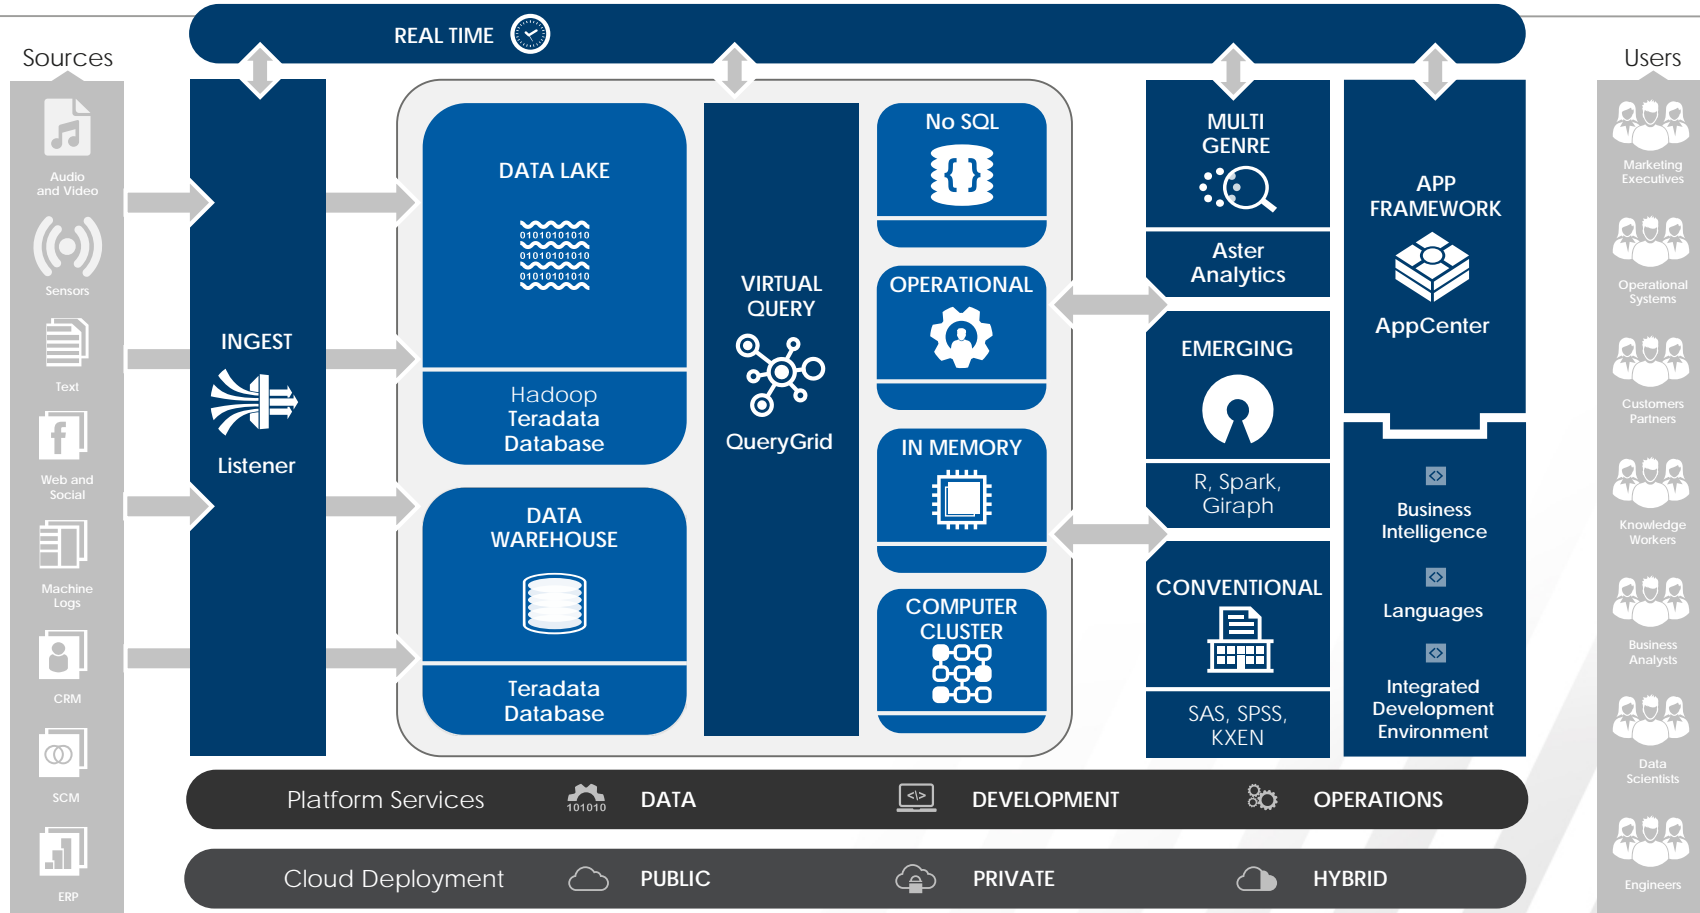 REAL TIME
Sources
Audio
and Video
Sensors
Text
Web and
Social
Machine
Logs
CRM
SCM
ERP
INGEST
Listener
DATA LAKE
01010101010
01010101010
01010101010
Hadoop
Teradata
Database
DATA
WAREHOUSE
Teradata
Database
VIRTUAL
QUERY
QueryGrid
No SQL
{ }
OPERATIONAL
IN MEMORY
COMPUTER
CLUSTER
MULTI
GENRE
Aster
Analytics
EMERGING
R, Spark,
Giraph
CONVENTIONAL
SAS, SPSS,
KXEN
APP
FRAMEWORK
AppCenter
<>
Business
Intelligence
<>
Languages
<>
Integrated
Development
Environment
Users
Marketing
Executives
Operational
Systems
Customers
Partners
Knowledge
Workers
Business
Analysts
Data
Scientists
Engineers
Platform Services
101010
DATA
<\>
DEVELOPMENT
OPERATIONS
Cloud Deployment
PUBLIC
PRIVATE
HYBRID